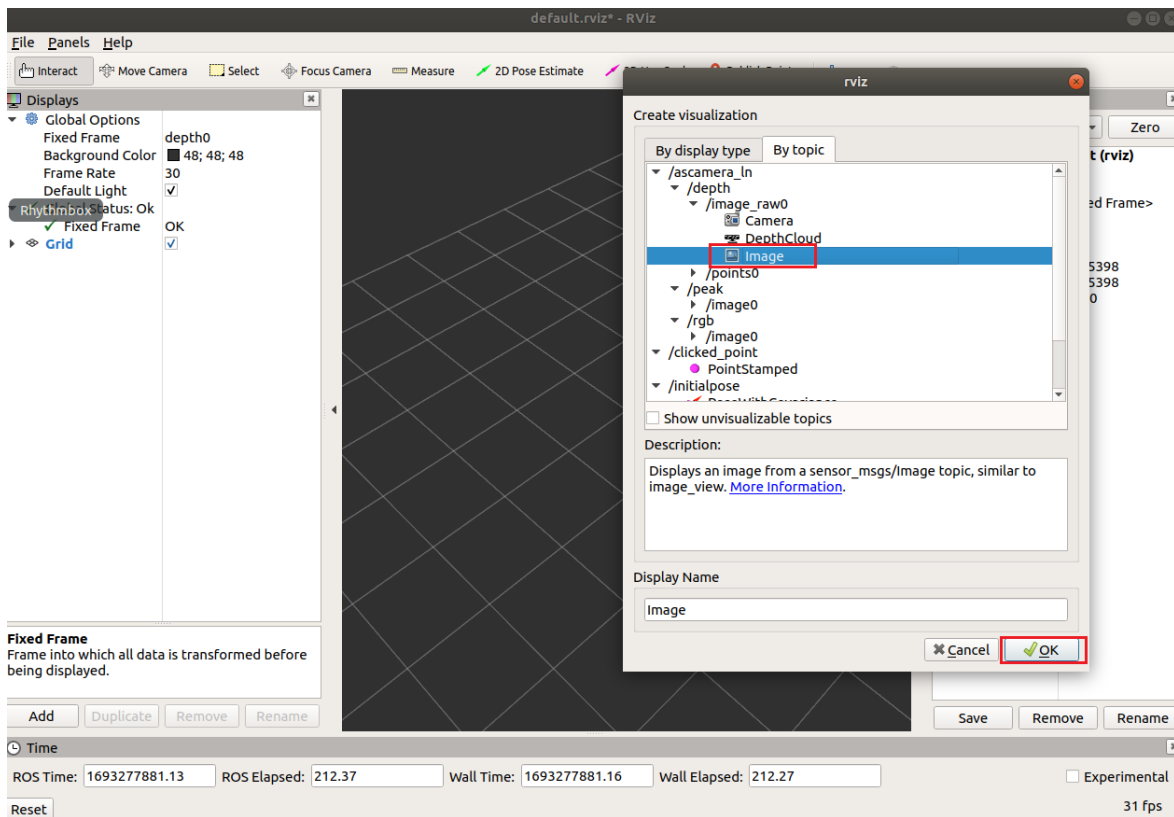 default.rviz* - RViz
File Panels Help
Interact Move Camera Select Focus Camera Measure 2D Pose Estimate
Displays
Global Options
Fixed Frame depth0
Background Color 48; 48; 48
Frame Rate 30
Default Light
Status: Ok
Rhythmbox
Fixed Frame OK
Grid
Fixed Frame
Frame into which all data is transformed before
being displayed.
Add Duplicate Remove Rename
rviz
Create visualization
By display type By topic
/ascamera_ln
/depth
/image_raw0
Camera
DepthCloud
Image
/points0
/peak
/image0
/rgb
/image0
/clicked_point
PointStamped
/initialpose
Show unvisualizable topics
Description:
Displays an image from a sensor_msgs/Image topic, similar to
image_view. More Information.
Display Name
Image
Cancel OK
Zero
t (rviz)
ed Frame>
5398
5398
0
Save Remove Rename
Time
ROS Time: 1693277881.13 ROS Elapsed: 212.37 Wall Time: 1693277881.16 Wall Elapsed: 212.27 Experimental
Reset 31 fps